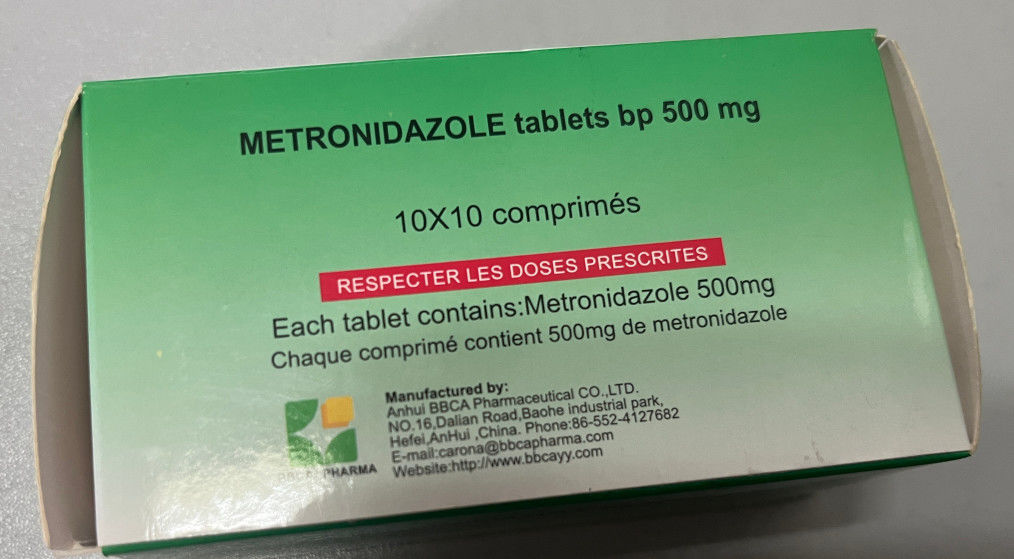 METRONIDAZOLE tablets bp 500 mg
10X10 comprimés
RESPECTER LES DOSES PRESCRITES
Each tablet contains:Metronidazole 500mg
Chaque comprimé contient 500mg de metronidazole
Manufactured by:
Anhui BBCA Pharmaceutical CO.,LTD.
NO.16,Dalian Road,Baohe industrial park,
Hefei,AnHui ,China. Phone:86-552-4127682
E-mail:carona@bbcapharma.com
Website:http://www.bbcayy.com
PHARMA